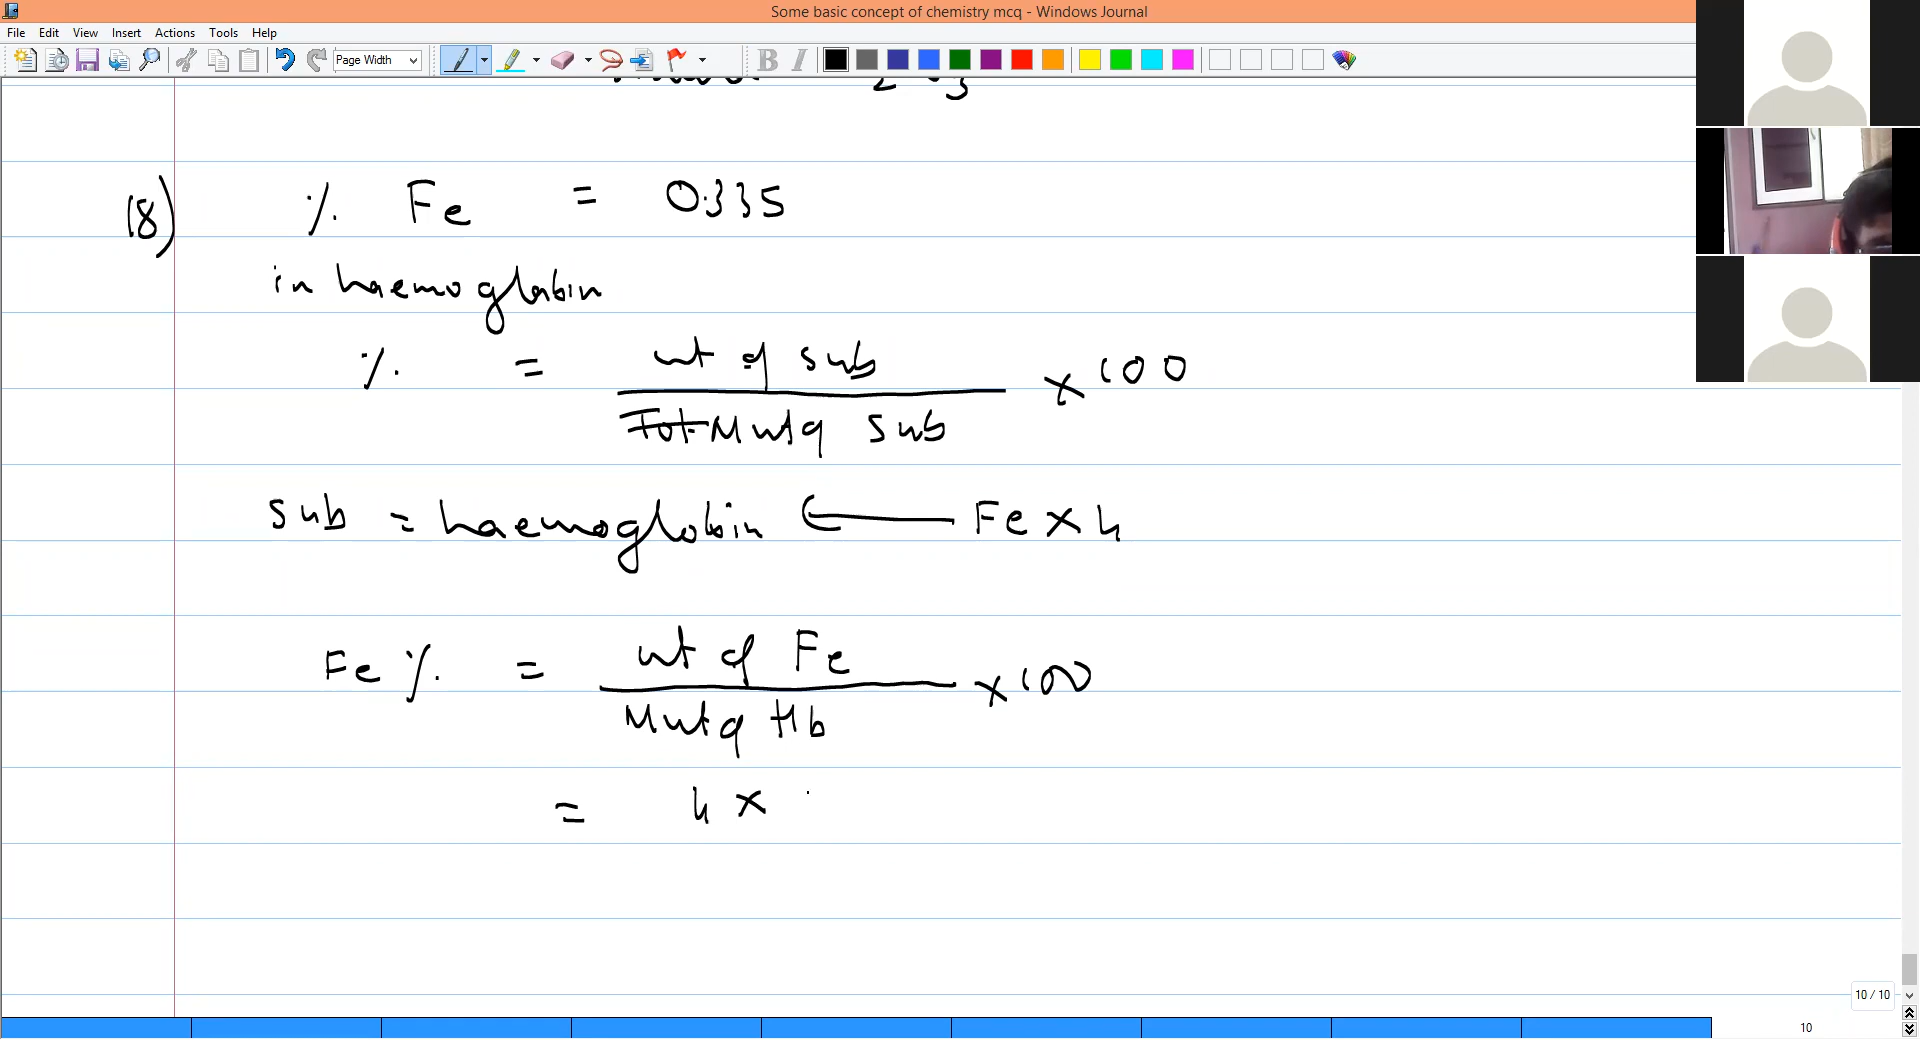 Some basic concept of chemistry mcq - Windows Journal
File Edit View Insert Actions Tools Help
Page Width
B I
18) % Fe = 0.335
in haemoglobin
% = wt of sub × 100
Tot Mwt of sub
sub = haemoglobin ← Fe × 4
Fe % = wt of Fe × 100
Mwt of Hb
= 4 ×
10 / 10
10